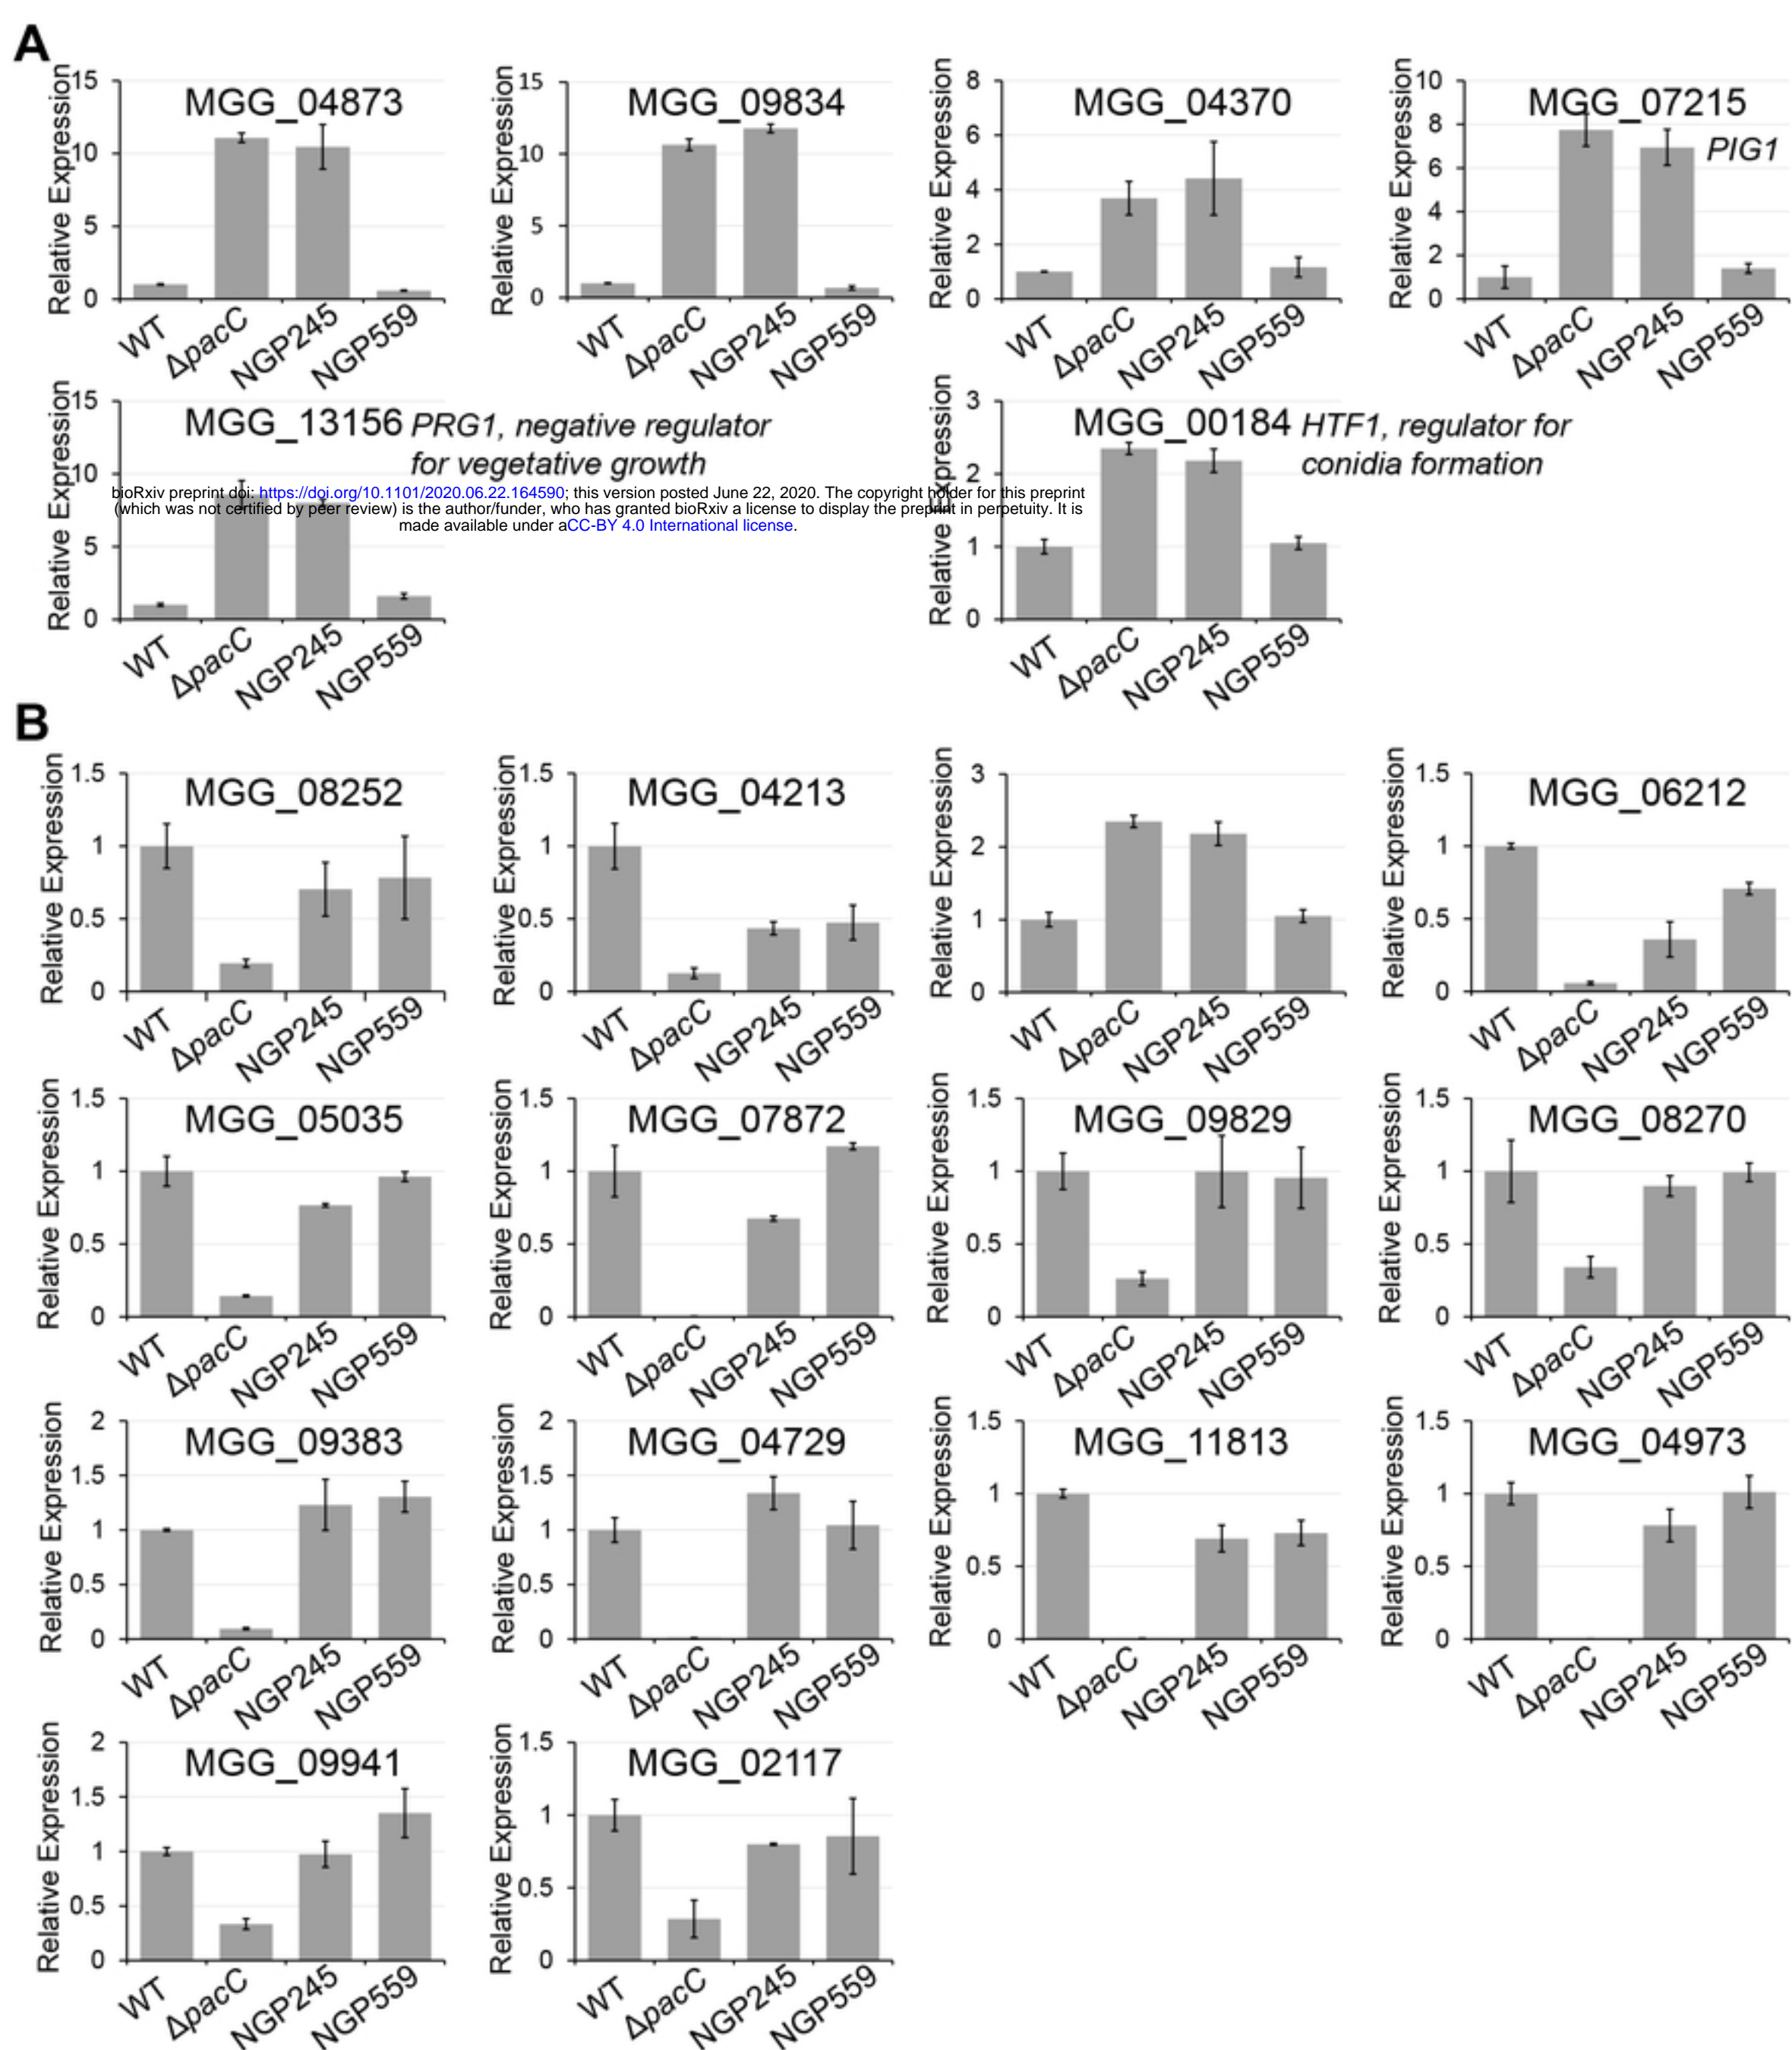 A
MGG_04873
Relative Expression
15
10
5
0
WT
ΔpacC
NGP245
NGP559
MGG_09834
Relative Expression
15
10
5
0
WT
ΔpacC
NGP245
NGP559
MGG_04370
Relative Expression
8
6
4
2
0
WT
ΔpacC
NGP245
NGP559
MGG_07215
PIG1
Relative Expression
10
8
6
4
2
0
WT
ΔpacC
NGP245
NGP559
MGG_13156 PRG1, negative regulator
for vegetative growth
Relative Expression
15
10
5
0
WT
ΔpacC
NGP245
NGP559
MGG_00184 HTF1, regulator for
conidia formation
Relative Expression
3
2
1
0
WT
ΔpacC
NGP245
NGP559
bioRxiv preprint doi: https://doi.org/10.1101/2020.06.22.164590; this version posted June 22, 2020. The copyright holder for this preprint
(which was not certified by peer review) is the author/funder, who has granted bioRxiv a license to display the preprint in perpetuity. It is
made available under aCC-BY 4.0 International license.
B
MGG_08252
Relative Expression
1.5
1
0.5
0
WT
ΔpacC
NGP245
NGP559
MGG_04213
Relative Expression
1.5
1
0.5
0
WT
ΔpacC
NGP245
NGP559
Relative Expression
3
2
1
0
WT
ΔpacC
NGP245
NGP559
MGG_06212
Relative Expression
1.5
1
0.5
0
WT
ΔpacC
NGP245
NGP559
MGG_05035
Relative Expression
1.5
1
0.5
0
WT
ΔpacC
NGP245
NGP559
MGG_07872
Relative Expression
1.5
1
0.5
0
WT
ΔpacC
NGP245
NGP559
MGG_09829
Relative Expression
1.5
1
0.5
0
WT
ΔpacC
NGP245
NGP559
MGG_08270
Relative Expression
1.5
1
0.5
0
WT
ΔpacC
NGP245
NGP559
MGG_09383
Relative Expression
2
1.5
1
0.5
0
WT
ΔpacC
NGP245
NGP559
MGG_04729
Relative Expression
2
1.5
1
0.5
0
WT
ΔpacC
NGP245
NGP559
MGG_11813
Relative Expression
1.5
1
0.5
0
WT
ΔpacC
NGP245
NGP559
MGG_04973
Relative Expression
1.5
1
0.5
0
WT
ΔpacC
NGP245
NGP559
MGG_09941
Relative Expression
2
1.5
1
0.5
0
WT
ΔpacC
NGP245
NGP559
MGG_02117
Relative Expression
1.5
1
0.5
0
WT
ΔpacC
NGP245
NGP559